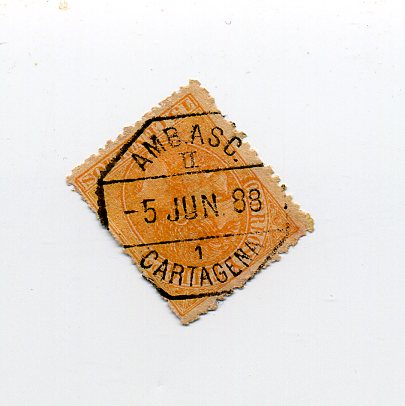 AMB.ASC.
II
-5 JUN. 88
1
CARTAGENA